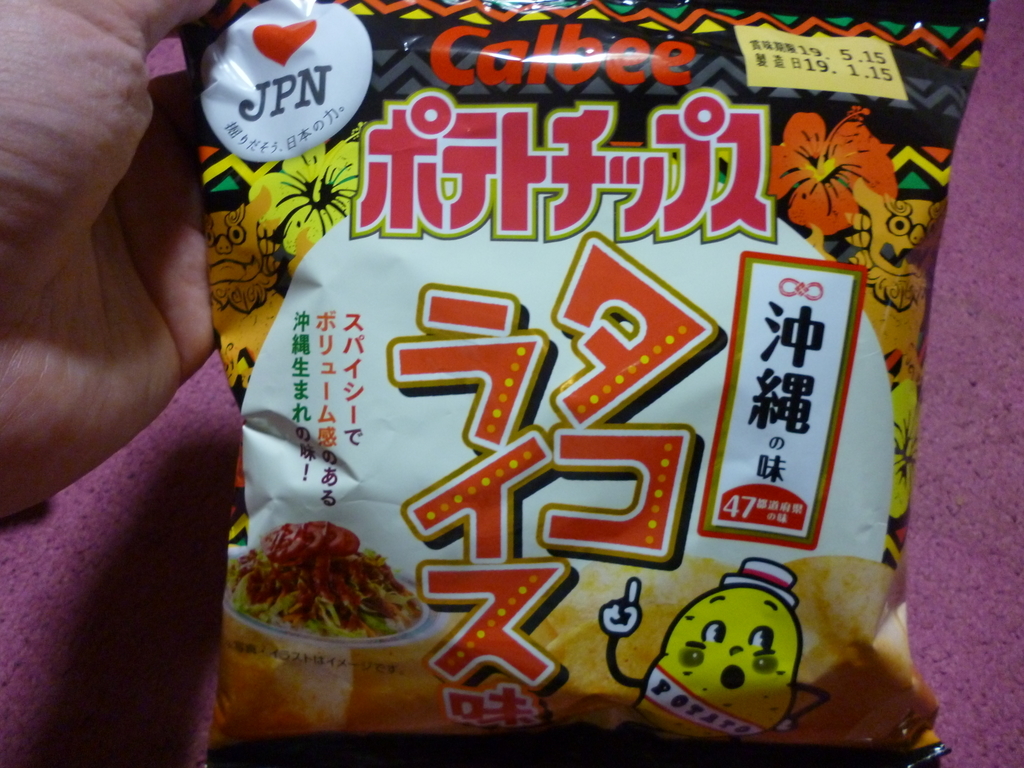 JPN
掘りだそう、日本の力。
Calbee
賞味期限19. 5.15
製造日19. 1.15
ポテトチップス
沖縄の味
47都道府県の味
タコ
ライス味
スパイシーで
ボリューム感のある
沖縄生まれの味！
写真・イラストはイメージです。
POTATO